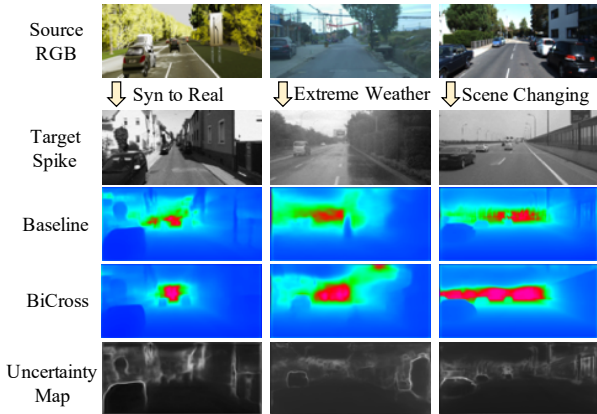 Source
RGB
Syn to Real
Extreme Weather
Scene Changing
Target
Spike
Baseline
BiCross
Uncertainty
Map